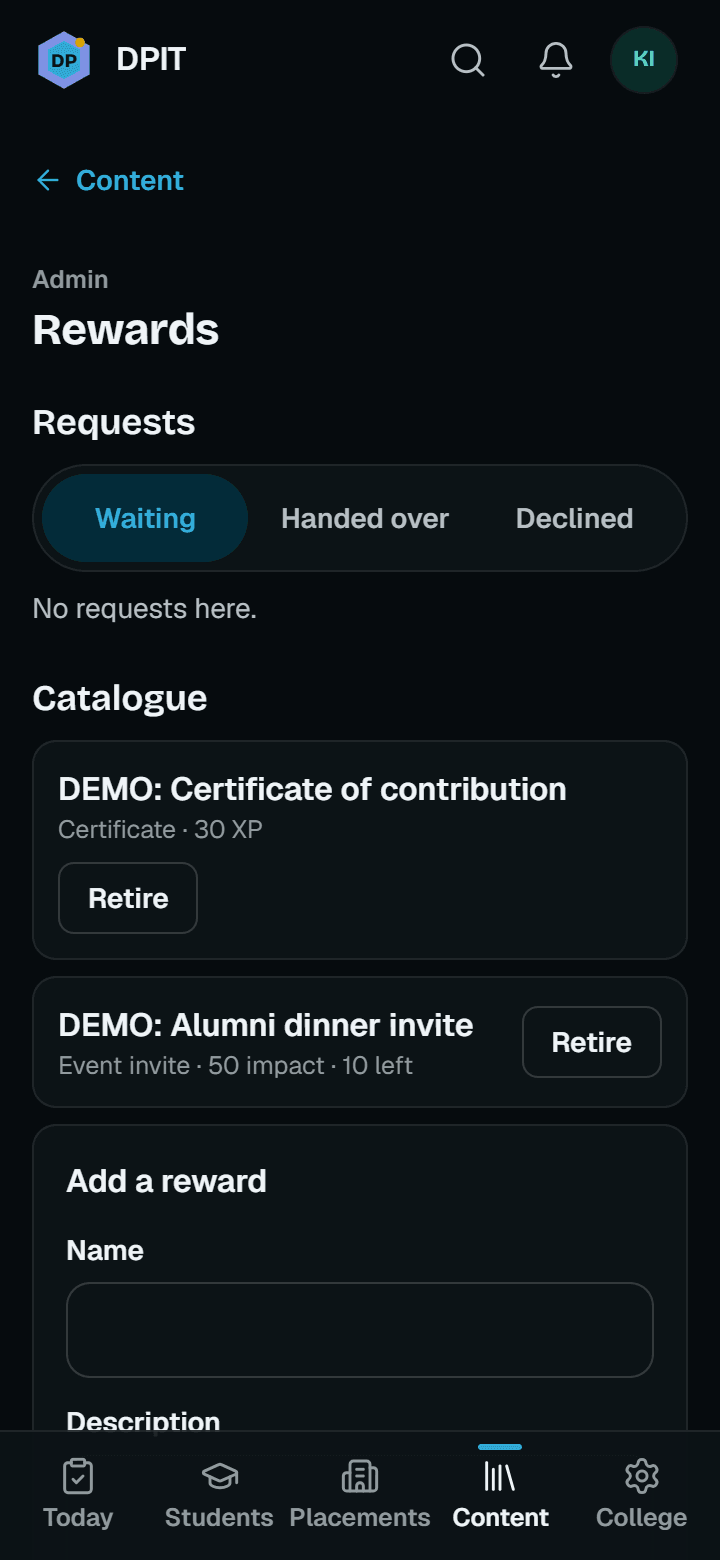 DP DPIT KI
Content
Admin
Rewards
Requests
Waiting Handed over Declined
No requests here.
Catalogue
DEMO: Certificate of contribution
Certificate · 30 XP
Retire
DEMO: Alumni dinner invite
Event invite · 50 impact · 10 left
Retire
Add a reward
Name
Description
Today Students Placements Content College